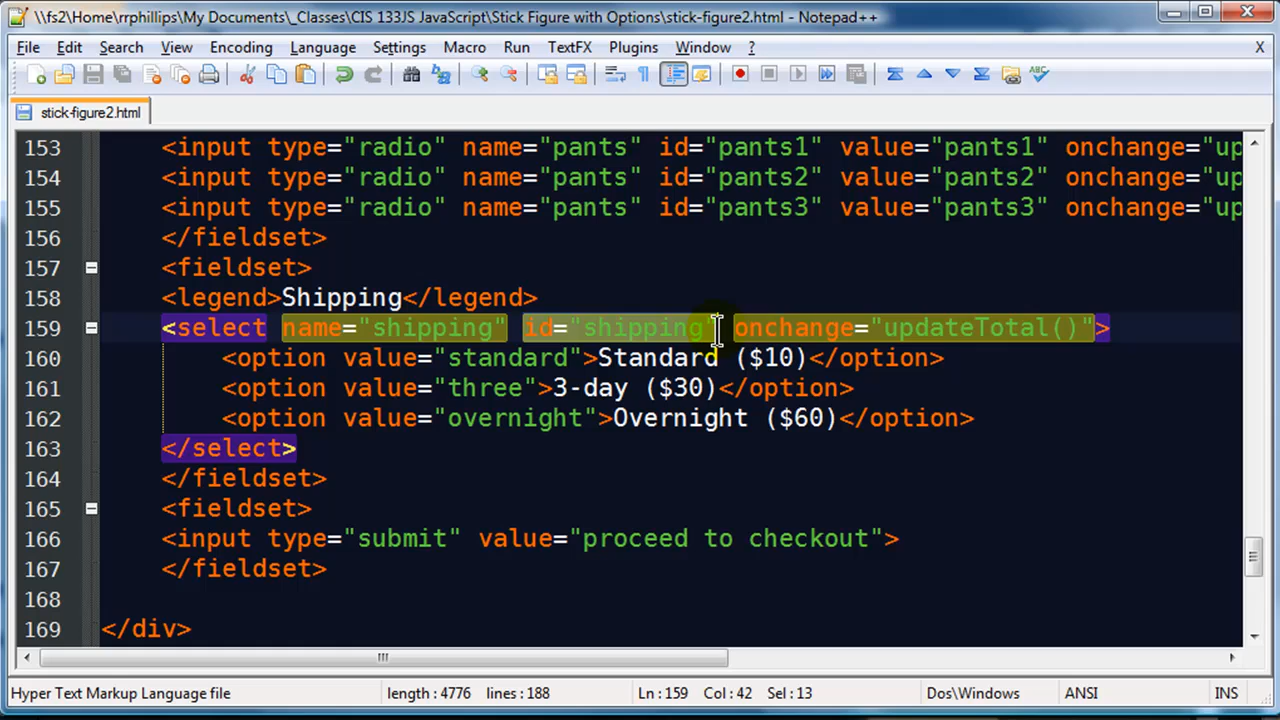 \\fs2\Home\rrphillips\My Documents\_Classes\CIS 133JS JavaScript\Stick Figure with Options\stick-figure2.html - Notepad++
File Edit Search View Encoding Language Settings Macro Run TextFX Plugins Window ? X
stick-figure2.html
153 <input type="radio" name="pants" id="pants1" value="pants1" onchange="up
154 <input type="radio" name="pants" id="pants2" value="pants2" onchange="up
155 <input type="radio" name="pants" id="pants3" value="pants3" onchange="up
156 </fieldset>
157 <fieldset>
158 <legend>Shipping</legend>
159 <select name="shipping" id="shipping" onchange="updateTotal()">
160 <option value="standard">Standard ($10)</option>
161 <option value="three">3-day ($30)</option>
162 <option value="overnight">Overnight ($60)</option>
163 </select>
164 </fieldset>
165 <fieldset>
166 <input type="submit" value="proceed to checkout">
167 </fieldset>
168
169 </div>
Hyper Text Markup Language file length : 4776 lines : 188 Ln : 159 Col : 42 Sel : 13 Dos\Windows ANSI INS